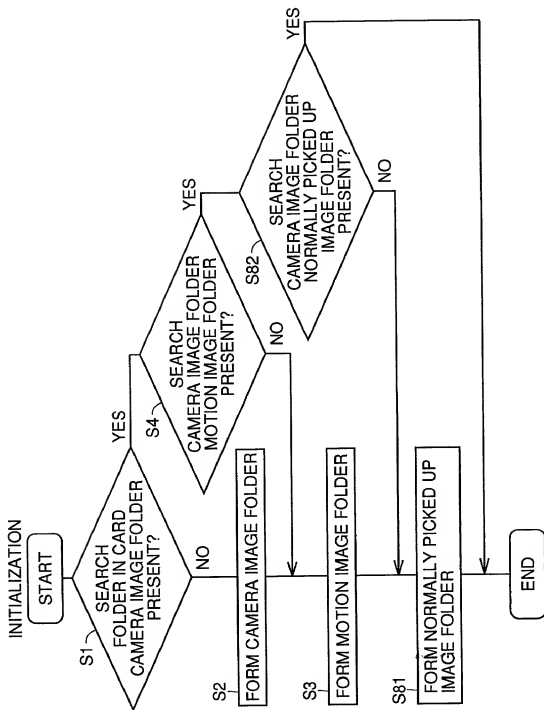 INITIALIZATION
START
S1
SEARCH
FOLDER IN CARD
CAMERA IMAGE FOLDER
PRESENT?
YES
NO
S4
SEARCH
CAMERA IMAGE FOLDER
MOTION IMAGE FOLDER
PRESENT?
YES
NO
S82
SEARCH
CAMERA IMAGE FOLDER
NORMALLY PICKED UP
IMAGE FOLDER
PRESENT?
YES
NO
S2
FORM CAMERA IMAGE FOLDER
S3
FORM MOTION IMAGE FOLDER
S81
FORM NORMALLY PICKED UP
IMAGE FOLDER
END